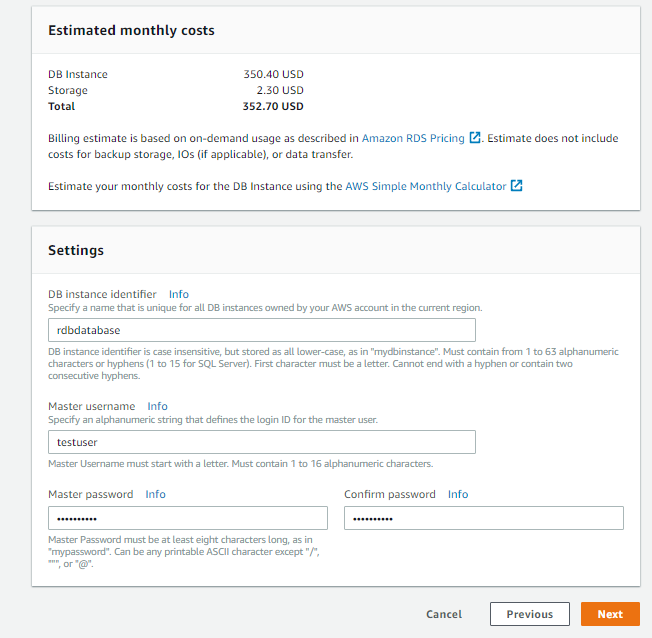 Estimated monthly costs
DB Instance 350.40 USD
Storage 2.30 USD
Total 352.70 USD
Billing estimate is based on on-demand usage as described in Amazon RDS Pricing. Estimate does not include
costs for backup storage, IOs (if applicable), or data transfer.
Estimate your monthly costs for the DB Instance using the AWS Simple Monthly Calculator
Settings
DB instance identifier Info
Specify a name that is unique for all DB instances owned by your AWS account in the current region.
rdbdatabase
DB instance identifier is case insensitive, but stored as all lower-case, as in "mydbinstance". Must contain from 1 to 63 alphanumeric
characters or hyphens (1 to 15 for SQL Server). First character must be a letter. Cannot end with a hyphen or contain two
consecutive hyphens.
Master username Info
Specify an alphanumeric string that defines the login ID for the master user.
testuser
Master Username must start with a letter. Must contain 1 to 16 alphanumeric characters.
Master password Info Confirm password Info
•••••••••• ••••••••••
Master Password must be at least eight characters long, as in
"mypassword". Can be any printable ASCII character except "/",
""", or "@".
Cancel Previous Next